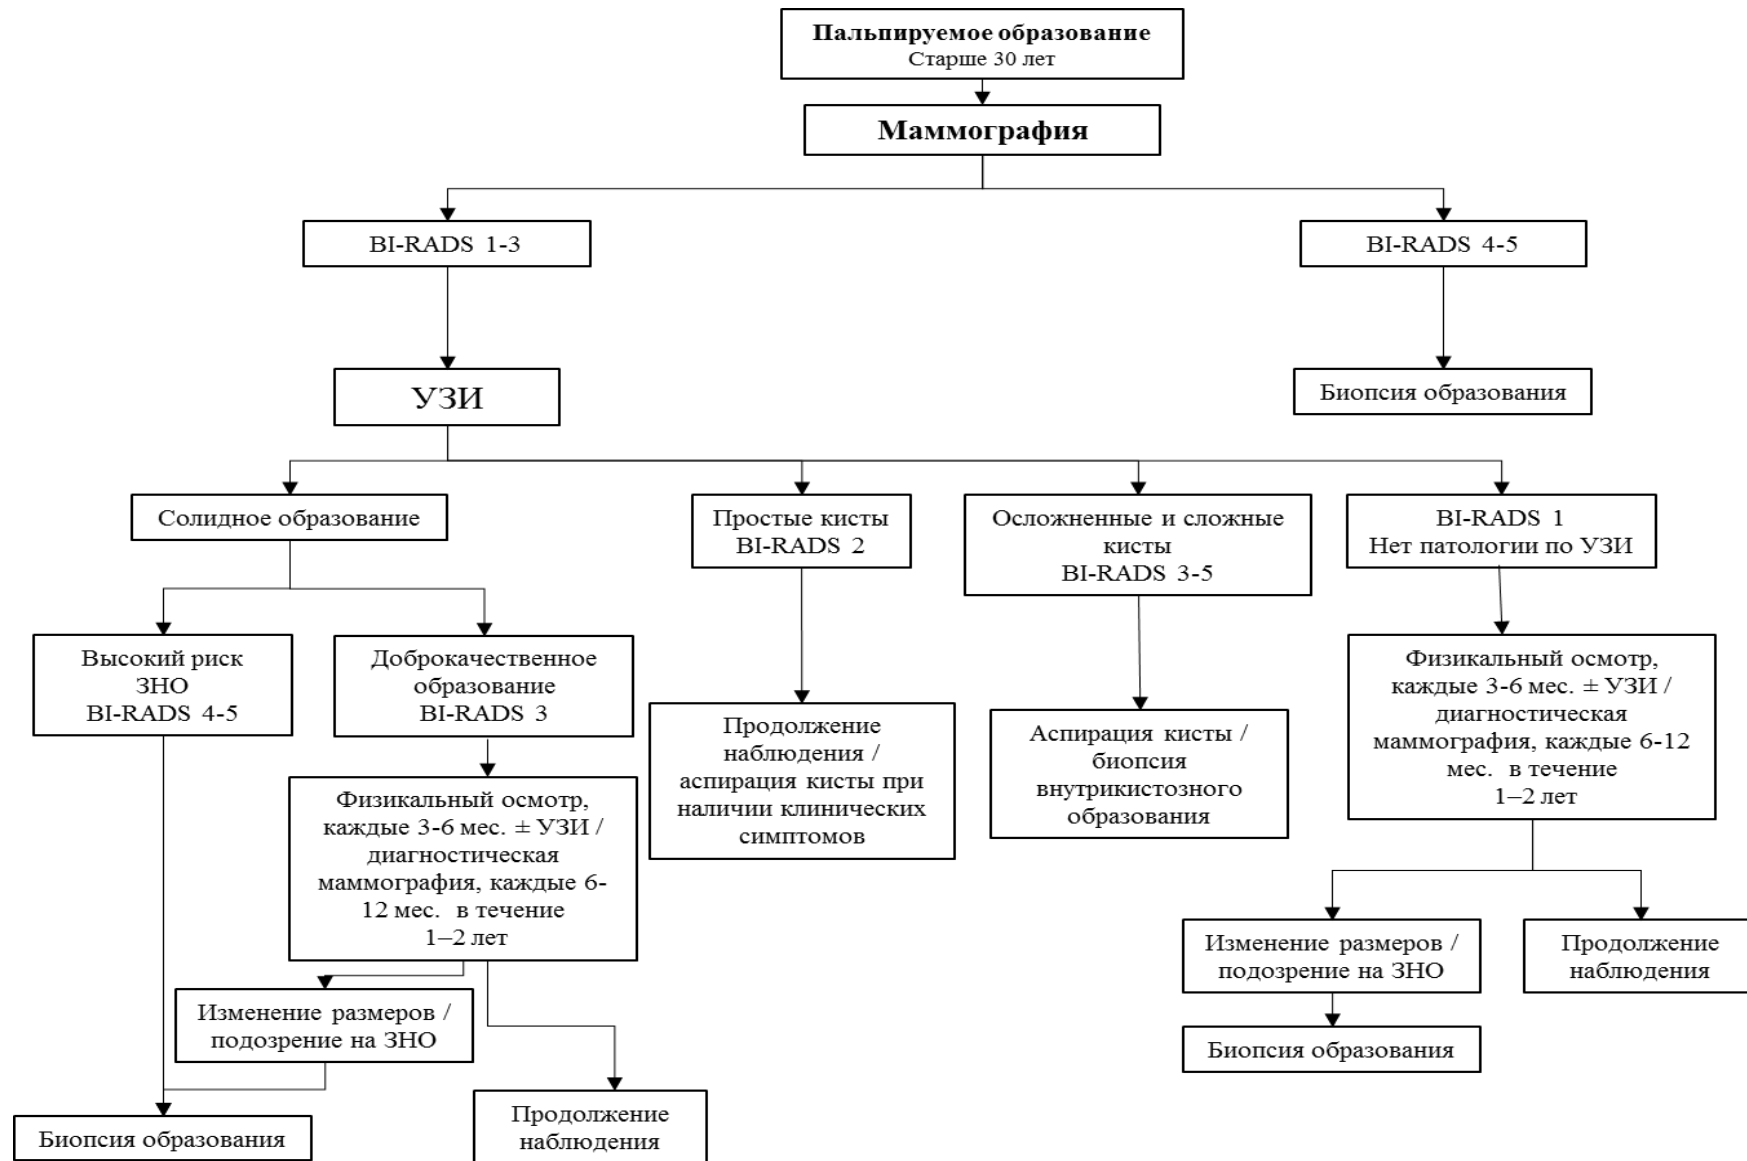 Пальпируемое образование
Старше 30 лет
Маммография
BI-RADS 1-3
BI-RADS 4-5
УЗИ
Биопсия образования
Солидное образование
Простые кисты
BI-RADS 2
Осложненные и сложные
кисты
BI-RADS 3-5
BI-RADS 1
Нет патологии по УЗИ
Высокий риск
ЗНО
BI-RADS 4-5
Доброкачественное
образование
BI-RADS 3
Продолжение
наблюдения /
аспирация кисты при
наличии клинических
симптомов
Аспирация кисты /
биопсия
внутрикистозного
образования
Физикальный осмотр,
каждые 3-6 мес. ± УЗИ /
диагностическая
маммография, каждые 6-12
мес. в течение
1–2 лет
Физикальный осмотр,
каждые 3-6 мес. ± УЗИ /
диагностическая
маммография, каждые 6-
12 мес. в течение
1–2 лет
Изменение размеров /
подозрение на ЗНО
Продолжение
наблюдения
Изменение размеров /
подозрение на ЗНО
Биопсия образования
Биопсия образования
Продолжение
наблюдения